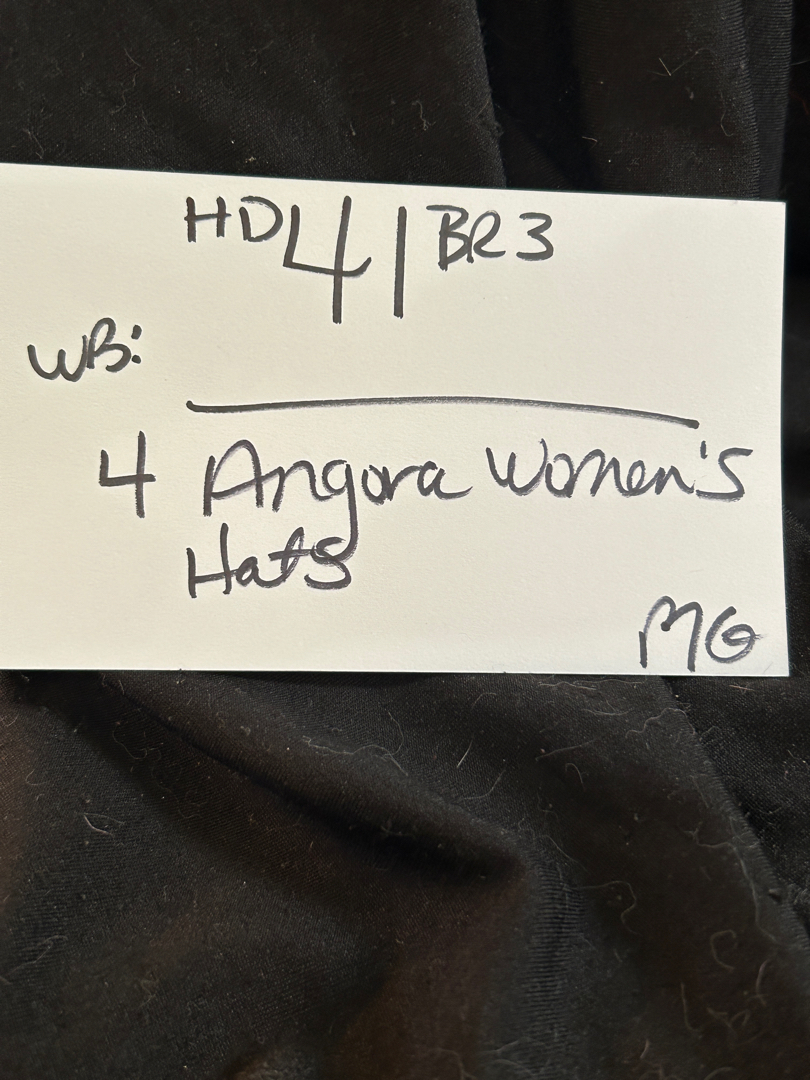 HD 41 BR3
WB:
4 Angora Women's
Hats
MG